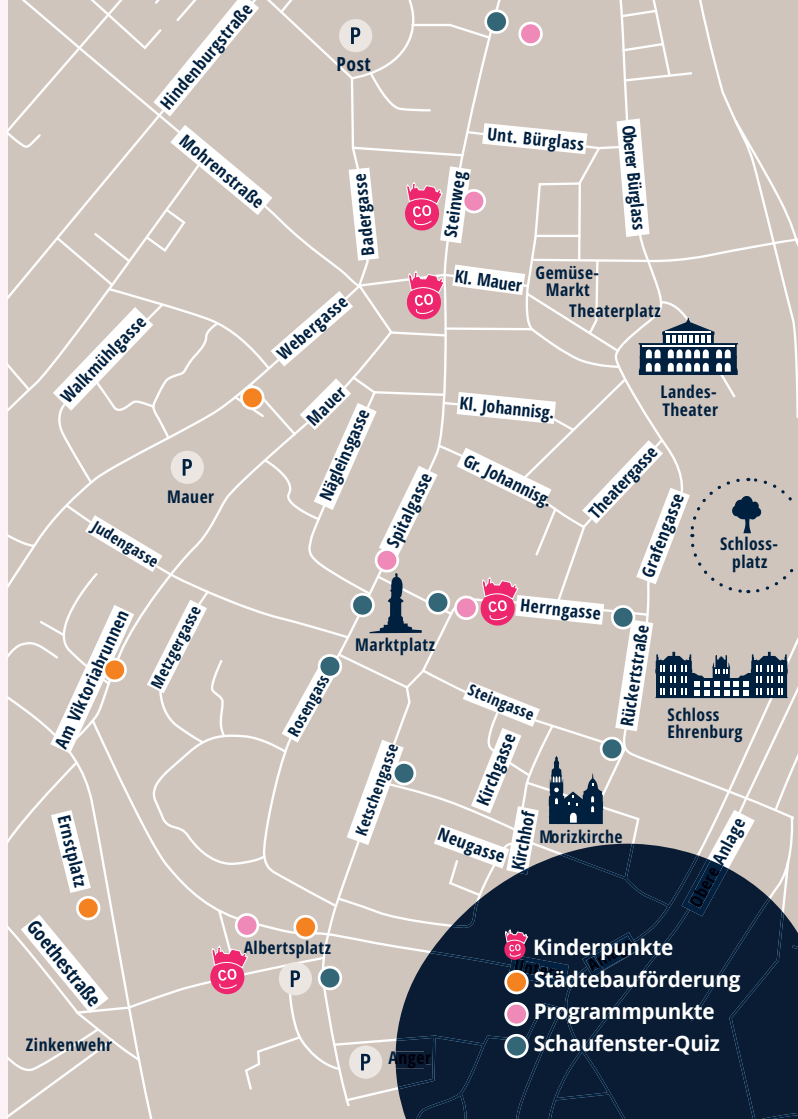 Hindenburgstraße
P
Post
Mohrenstraße
Unt. Bürglass
Oberer Bürglass
Badergasse
Steinweg
CO
Kl. Mauer
Gemüse-
Markt
Theaterplatz
CO
Webergasse
Walkmühlgasse
Landes-
Theater
Mauer
Kl. Johannisg.
Nägleinsgasse
P
Mauer
Gr. Johannisg.
Theatergasse
Spitalgasse
Grafengasse
Schloss-
platz
Judengasse
CO
Herrngasse
Marktplatz
Metzgergasse
Am Viktoriabrunnen
Rückertstraße
Rosengass
Steingasse
Schloss
Ehrenburg
Ketschengasse
Kirchgasse
Morizkirche
Kirchhof
Neugasse
Ernstplatz
Obere Anlage
Goethestraße
Albertsplatz
CO
P
CO
Kinderpunkte
Städtebauförderung
Programmpunkte
Schaufenster-Quiz
Zinkenwehr
P
Anger